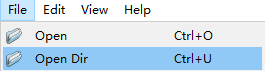 File Edit View Help
Open Ctrl+O
Open Dir Ctrl+U